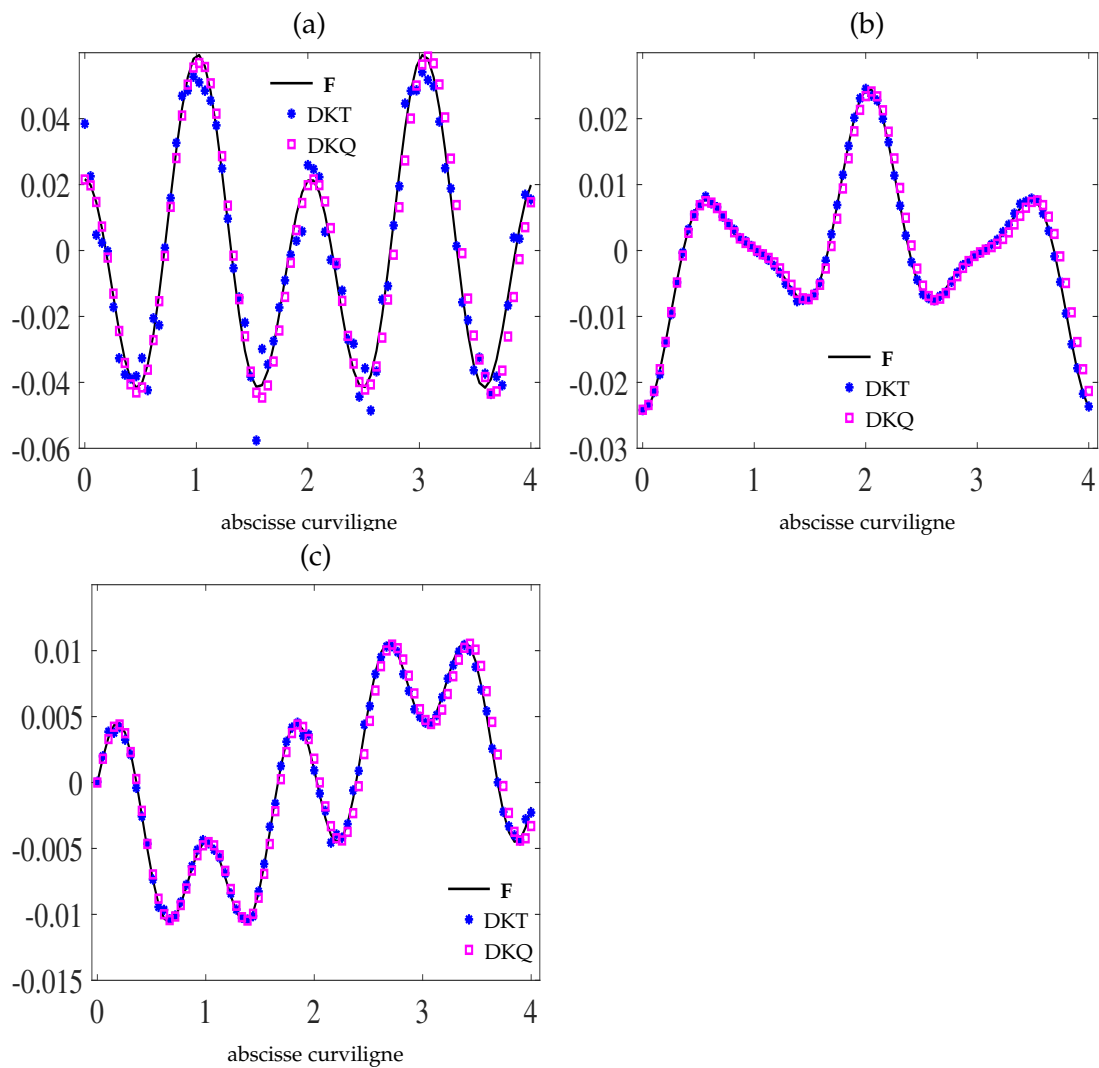 (a)
0.04
0.02
0
-0.02
-0.04
-0.06
0 1 2 3 4
F
DKT
DKQ
abscisse curviligne
(b)
0.02
0.01
0
-0.01
-0.02
-0.03
0 1 2 3 4
F
DKT
DKQ
abscisse curviligne
(c)
0.01
0.005
0
-0.005
-0.01
-0.015
0 1 2 3 4
F
DKT
DKQ
abscisse curviligne